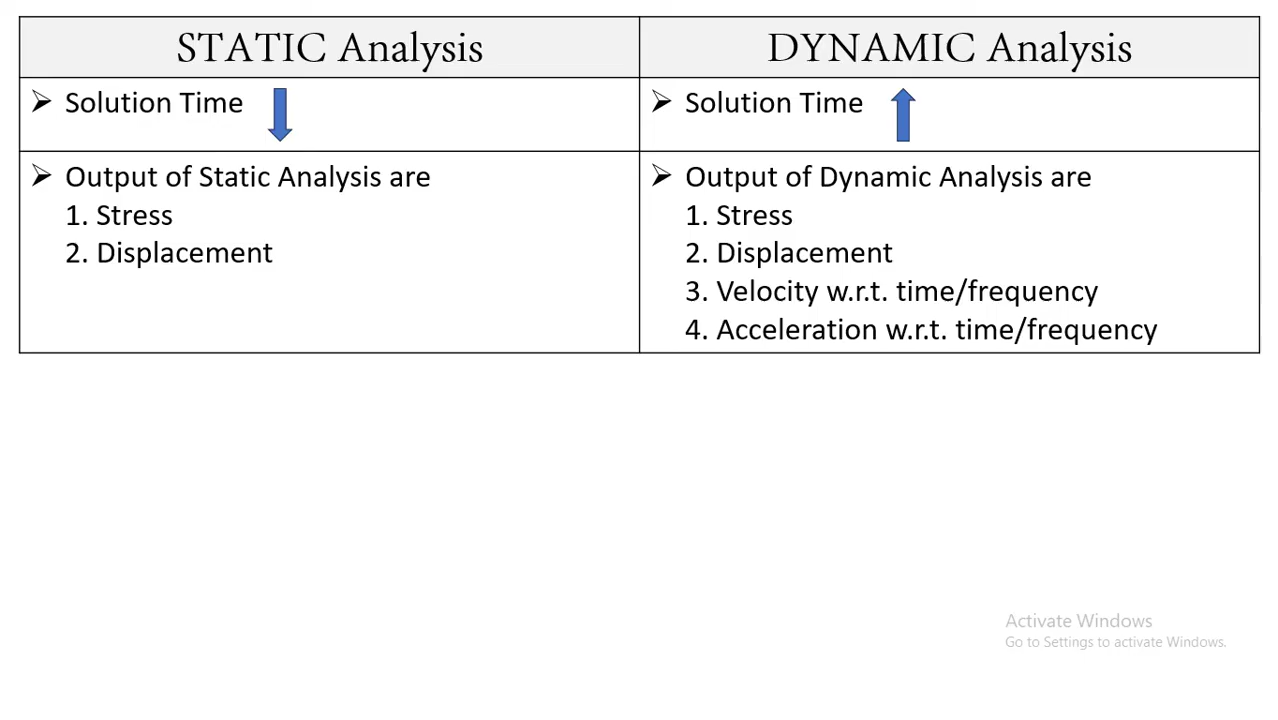 STATIC Analysis
DYNAMIC Analysis
Solution Time
Solution Time
Output of Static Analysis are
1. Stress
2. Displacement
Output of Dynamic Analysis are
1. Stress
2. Displacement
3. Velocity w.r.t. time/frequency
4. Acceleration w.r.t. time/frequency
Activate Windows
Go to Settings to activate Windows.